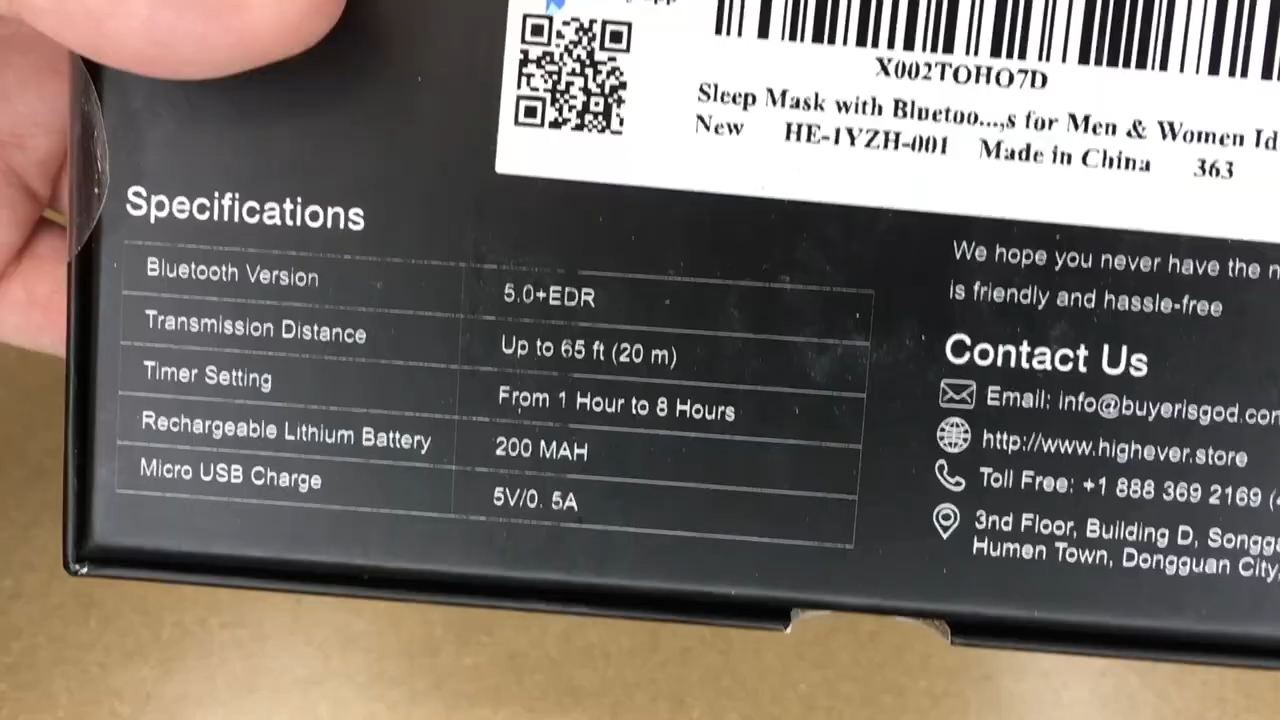 X002TOHO7D
Sleep Mask with Bluetoo...,s for Men & Women Id
New HE-1YZH-001 Made in China 363
Specifications
Bluetooth Version 5.0+EDR
Transmission Distance Up to 65 ft (20 m)
Timer Setting From 1 Hour to 8 Hours
Rechargeable Lithium Battery 200 MAH
Micro USB Charge 5V/0. 5A
We hope you never have the
is friendly and hassle-free
Contact Us
Email: info@buyerisgod.com
http://www.highever.store
Toll Free: +1 888 369 2169 (
3nd Floor, Building D,
Humen Town, Dongguan City,